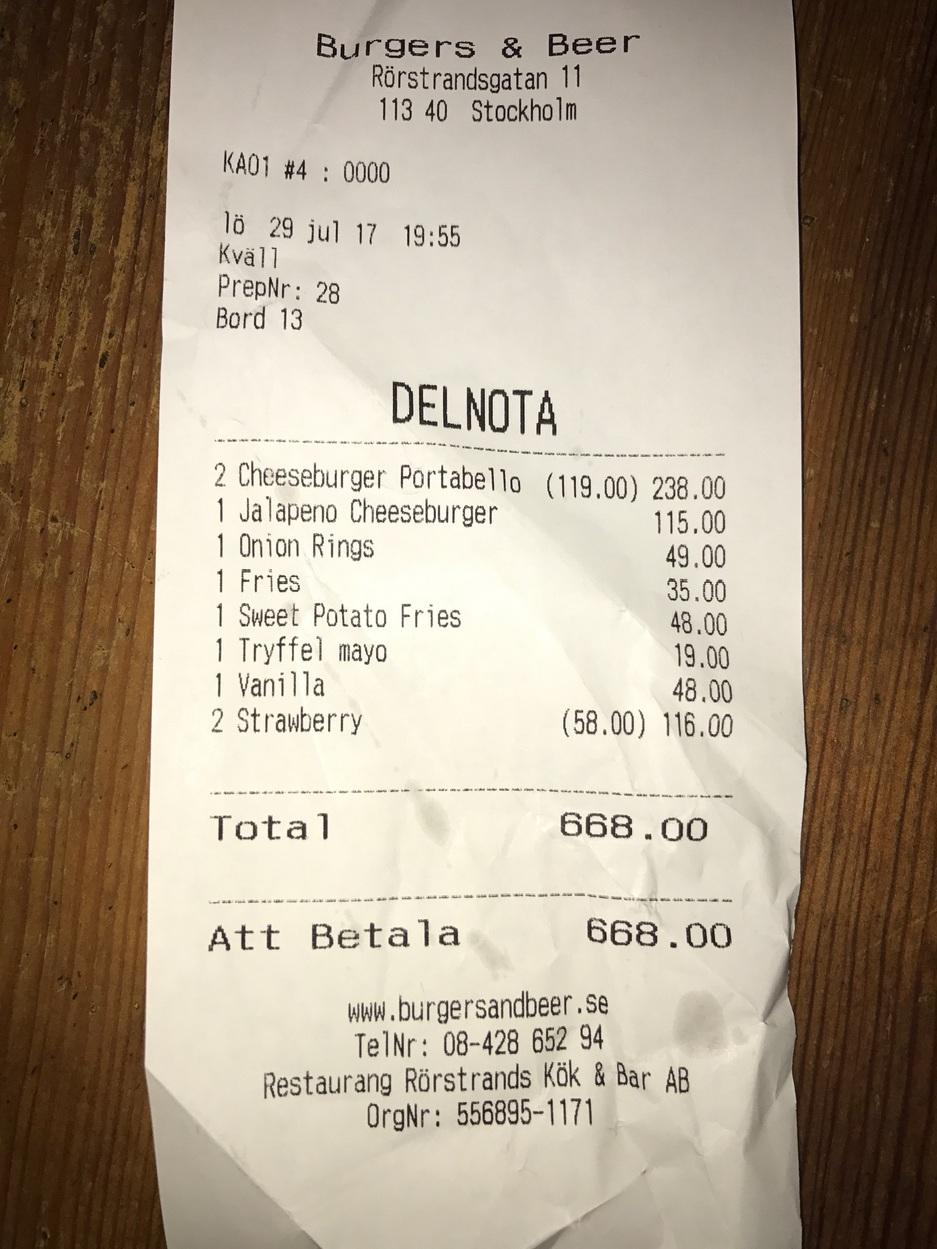 Burgers & Beer
Rörstrandsgatan 11
113 40 Stockholm
KA01 #4 : 0000
lö 29 jul 17 19:55
Kväll
PrepNr: 28
Bord 13
DELNOTA
2 Cheeseburger Portabello (119.00) 238.00
1 Jalapeno Cheeseburger 115.00
1 Onion Rings 49.00
1 Fries 35.00
1 Sweet Potato Fries 48.00
1 Tryffel mayo 19.00
1 Vanilla 48.00
2 Strawberry (58.00) 116.00
Total 668.00
Att Betala 668.00
www.burgersandbeer.se
TelNr: 08-428 652 94
Restaurang Rörstrands Kök & Bar AB
OrgNr: 556895-1171